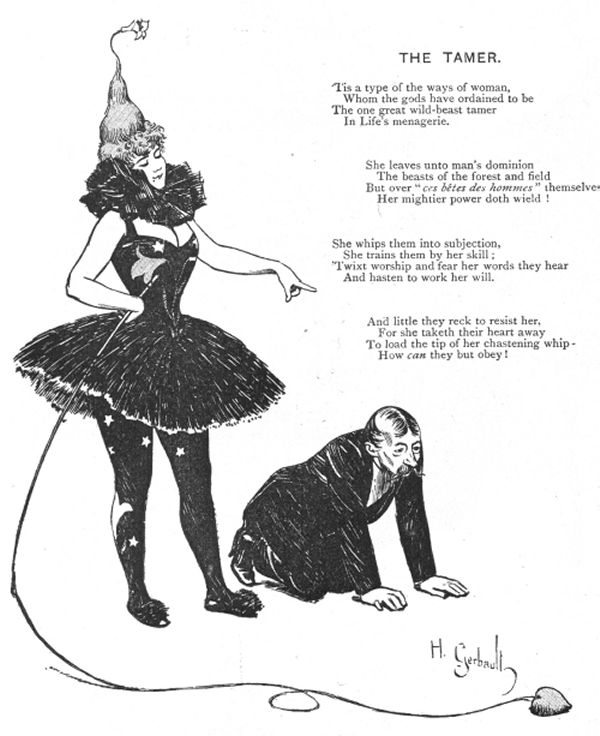 THE TAMER.
'Tis a type of the ways of woman,
Whom the gods have ordained to be
The one great wild-beast tamer
In Life's menagerie.
She leaves unto man's dominion
The beasts of the forest and field
But over "ces bêtes des hommes" themselves
Her mightier power doth wield !
She whips them into subjection,
She trains them by her skill ;
'Twixt worship and fear her words they hear
And hasten to work her will.
And little they reck to resist her,
For she taketh their heart away
To load the tip of her chastening whip -
How can they but obey !
H. Gerbault